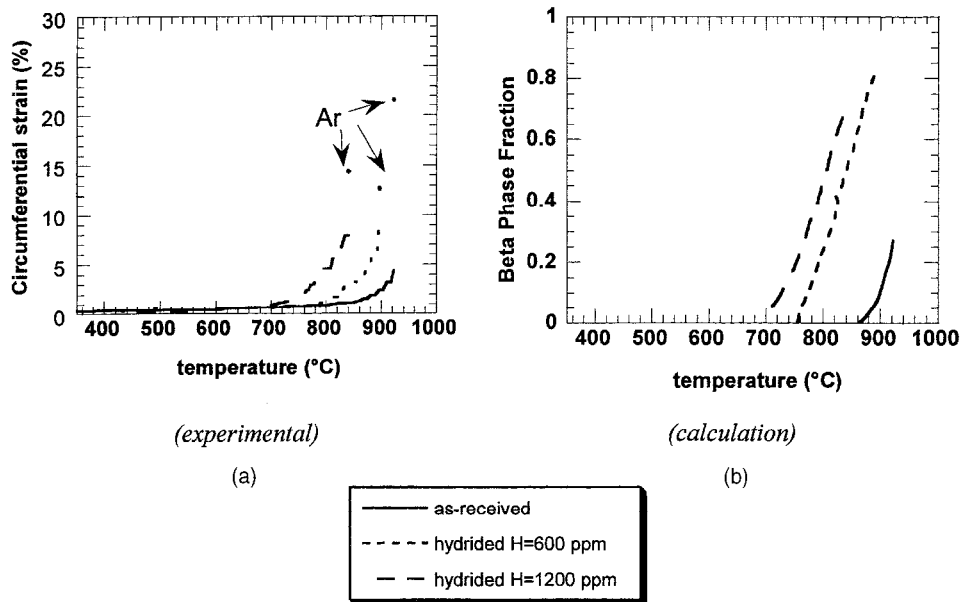 Circumferential strain (%)
30
25
20
15
10
5
0
Ar
400 500 600 700 800 900 1000
temperature (°C)
(experimental)
(a)
Beta Phase Fraction
1
0.8
0.6
0.4
0.2
0
400 500 600 700 800 900 1000
temperature (°C)
(calculation)
(b)
as-received
hydrided H=600 ppm
hydrided H=1200 ppm